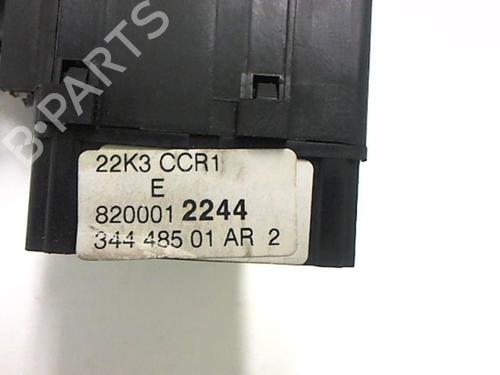 B-PARTS
22K3 CCR1
E
820001 2244
344 485 01 AR 2